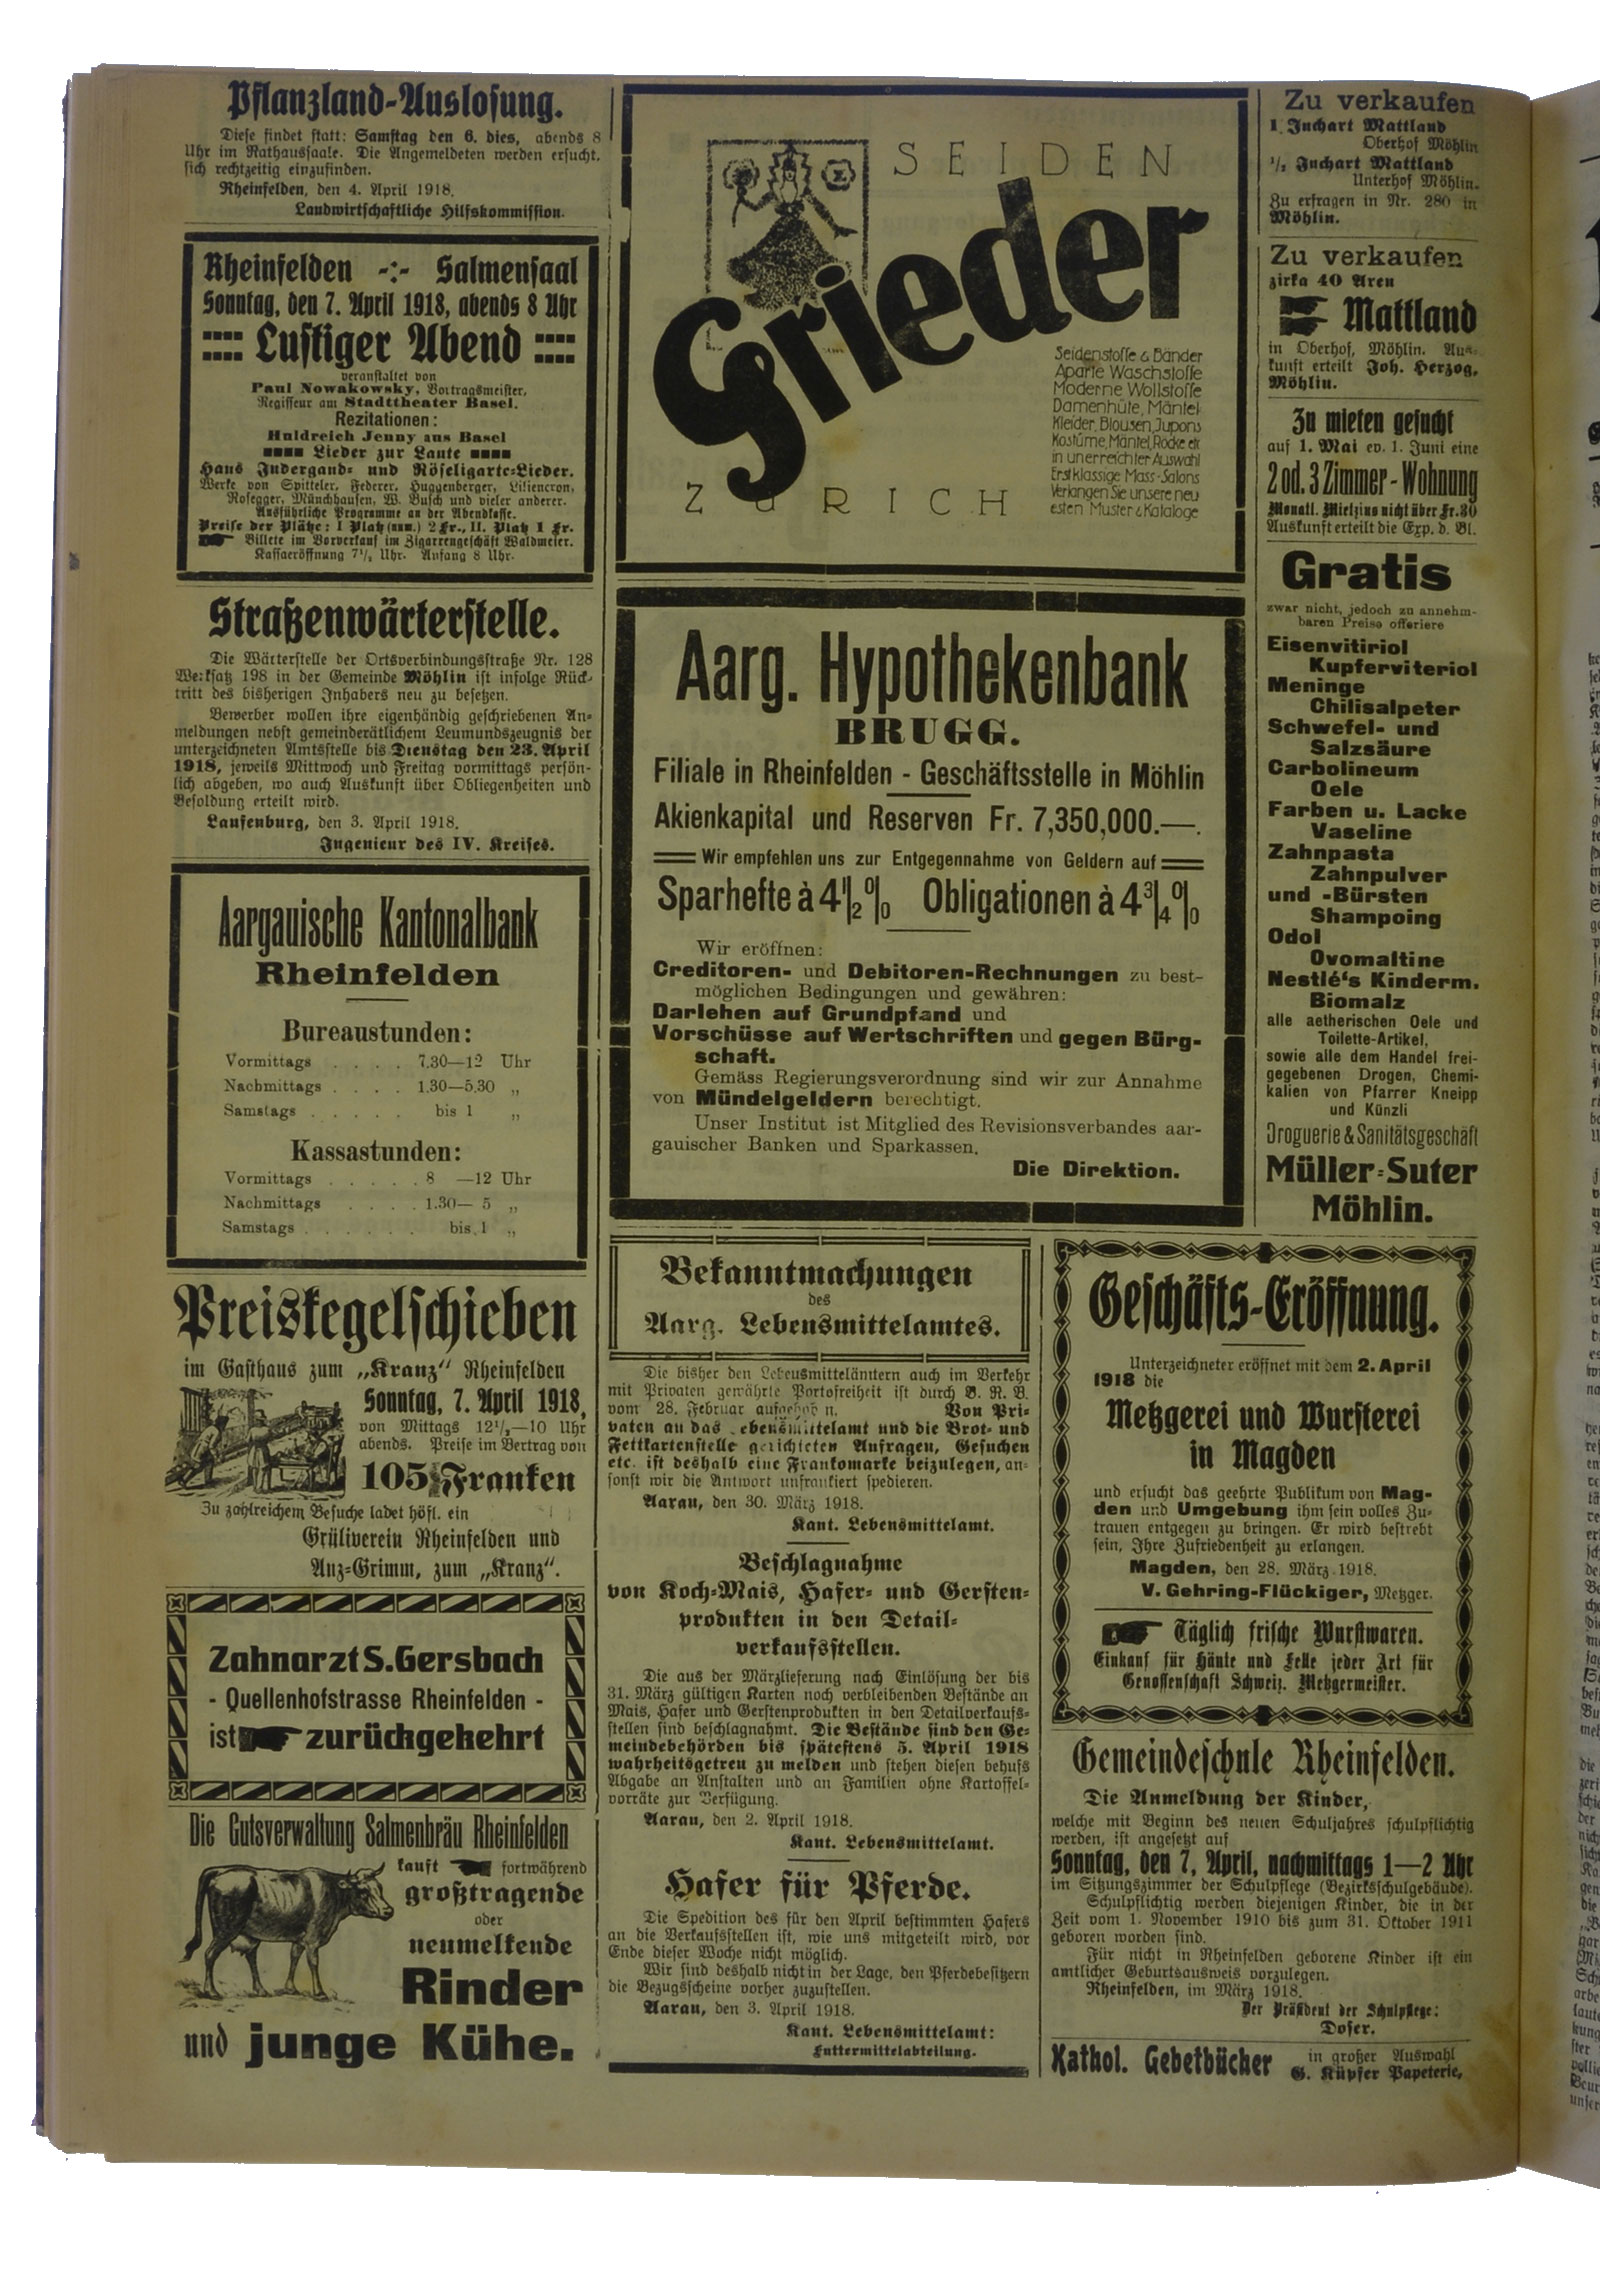 Pflanzland-Auslosung.
Diese findet statt: Samstag den 6. dies, abends 8
Uhr im Rathaussaale. Die Angemeldeten werden ersucht,
sich rechtzeitig einzufinden.
Rheinfelden, den 4. April 1918.
Landwirtschaftliche Hilfskommission.
Rheinfelden -:- Salmensaal
Sonntag, den 7. April 1918, abends 8 Uhr
Lustiger Abend
veranstaltet von
Paul Nowakowsky, Vortragsmeister,
Regisseur am Stadttheater Basel.
Rezitationen:
Huldreich Jenny aus Basel
Lieder zur Laute
Hans Indergand- und Röseligarte-Lieder.
Werke von Spitteler, Federer, Huggenberger, Liliencron,
Rosegger, Münchhausen, W. Busch und vieler anderer.
Ausführliche Programme an der Abendkasse.
Preise der Plätze: I Platz (num.) 2 Fr., II. Platz 1 Fr.
Billete im Vorverkauf im Zigarrengeschäft Waldmeier.
Kassaeröffnung 7½ Uhr. Anfang 8 Uhr.
Straßenwärterstelle.
Die Wärterstelle der Ortsverbindungsstraße Nr. 128
Werksatz 198 in der Gemeinde Möhlin ist infolge Rück-
tritt des bisherigen Inhabers neu zu besetzen.
Bewerber wollen ihre eigenhändig geschriebenen An-
meldungen nebst gemeinderätlichem Leumundszeugnis der
unterzeichneten Amtsstelle bis Dienstag den 23. April
1918, jeweils Mittwoch und Freitag vormittags persön-
lich abgeben, wo auch Auskunft über Obliegenheiten und
Besoldung erteilt wird.
Laufenburg, den 3. April 1918.
Ingenieur des IV. Kreises.
Aargauische Kantonalbank
Rheinfelden
Bureaustunden:
Vormittags . . . . 7.30—12 Uhr
Nachmittags . . . . 1.30—5.30 „
Samstags . . . . . bis 1 „
Kassastunden:
Vormittags . . . . . 8 —12 Uhr
Nachmittags . . . . 1.30— 5 „
Samstags . . . . . . bis 1 „
Preiskegelschieben
im Gasthaus zum „Kranz“ Rheinfelden
Sonntag, 7. April 1918,
von Mittags 12½—10 Uhr
abends. Preise im Betrag von
105 Franken
Zu zahlreichem Besuche ladet höfl. ein
Grütliverein Rheinfelden und
Anz-Grimm, zum „Kranz“.
Zahnarzt S. Gersbach
- Quellenhofstrasse Rheinfelden -
ist zurückgekehrt
Die Gutsverwaltung Salmenbräu Rheinfelden
kauft fortwährend
großtragende
oder
neumelkende
Rinder
und junge Kühe.
SEIDEN
Grieder
ZÜRICH
Seidenstoffe & Bänder
Aparte Waschstoffe
Moderne Wollstoffe
Damenhüte, Mäntel
Kleider, Blousen, Jupons
Kostüme, Mäntel, Röcke etc
in unerreichter Auswahl
Erstklassige Mass-Salons
Verlangen Sie unsere neu
esten Muster & Kataloge
Aarg. Hypothekenbank
BRUGG.
Filiale in Rheinfelden - Geschäftsstelle in Möhlin
Akienkapital und Reserven Fr. 7,350,000.—.
Wir empfehlen uns zur Entgegennahme von Geldern auf
Sparhefte à 4½% Obligationen à 4¾%
Wir eröffnen:
Creditoren- und Debitoren-Rechnungen zu best-
möglichen Bedingungen und gewähren:
Darlehen auf Grundpfand und
Vorschüsse auf Wertschriften und gegen Bürg-
schaft.
Gemäss Regierungsverordnung sind wir zur Annahme
von Mündelgeldern berechtigt.
Unser Institut ist Mitglied des Revisionsverbandes aar-
gauischer Banken und Sparkassen.
Die Direktion.
Bekanntmachungen
des
Aarg. Lebensmittelamtes.
Die bisher den Lebensmittelämtern auch im Verkehr
mit Privaten gewährte Portofreiheit ist durch B. R. B.
vom 28. Februar aufgehoben. Von Pri-
vaten an das Lebensmittelamt und die Brot- und
Fettkartenstelle gerichteten Anfragen, Gesuchen
etc. ist deshalb eine Frankomarke beizulegen, an-
sonst wir die Antwort unfrankiert spedieren.
Aarau, den 30. März 1918.
Kant. Lebensmittelamt.
Beschlagnahme
von Koch-Mais, Hafer- und Gersten-
produkten in den Detail-
verkaufsstellen.
Die aus der Märzlieferung nach Einlösung der bis
31. März gültigen Karten noch verbleibenden Bestände an
Mais, Hafer und Gerstenprodukten in den Detailverkaufs-
stellen sind beschlagnahmt. Die Bestände sind den Ge-
meindebehörden bis spätestens 5. April 1918
wahrheitsgetreu zu melden und stehen diesen behufs
Abgabe an Anstalten und an Familien ohne Kartoffel-
vorräte zur Verfügung.
Aarau, den 2. April 1918.
Kant. Lebensmittelamt.
Hafer für Pferde.
Die Spedition des für den April bestimmten Hafers
an die Verkaufsstellen ist, wie uns mitgeteilt wird, vor
Ende dieser Woche nicht möglich.
Wir sind deshalb nicht in der Lage, den Pferdebesitzern
die Bezugsscheine vorher zuzustellen.
Aarau, den 3. April 1918.
Kant. Lebensmittelamt:
Futtermittelabteilung.
Zu verkaufen
1 Juchart Mattland
Oberhof Möhlin
½ Juchart Mattland
Unterhof Möhlin.
Zu erfragen in Nr. 280 in
Möhlin.
Zu verkaufen
zirka 40 Aren
Mattland
in Oberhof, Möhlin. Aus-
kunft erteilt Joh. Herzog,
Möhlin.
Zu mieten gesucht
auf 1. Mai ev. 1. Juni eine
2 od. 3 Zimmer-Wohnung
Monatl. Mietzins nicht über Fr. 30
Auskunft erteilt die Exp. d. Bl.
Gratis
zwar nicht, jedoch zu annehm-
baren Preise offeriere
Eisenvitiriol
Kupferviteriol
Meninge
Chilisalpeter
Schwefel- und
Salzsäure
Carbolineum
Oele
Farben u. Lacke
Vaseline
Zahnpasta
Zahnpulver
und -Bürsten
Shampoing
Odol
Ovomaltine
Nestlé's Kinderm.
Biomalz
alle aetherischen Oele und
Toilette-Artikel,
sowie alle dem Handel frei-
gegebenen Drogen, Chemi-
kalien von Pfarrer Kneipp
und Künzli
Droguerie & Sanitätsgeschäft
Müller-Suter
Möhlin.
Geschäfts-Eröffnung.
Unterzeichneter eröffnet mit dem 2. April
1918 die
Metzgerei und Wursterei
in Magden
und ersucht das geehrte Publikum von Mag-
den und Umgebung ihm sein volles Zu-
trauen entgegen zu bringen. Er wird bestrebt
sein, Ihre Zufriedenheit zu erlangen.
Magden, den 28. März 1918.
V. Gehring-Flückiger, Metzger.
Täglich frische Wurstwaren.
Einkauf für Häute und Felle jeder Art für
Genossenschaft Schweiz. Metzgermeister.
Gemeindeschule Rheinfelden.
Die Anmeldung der Kinder,
welche mit Beginn des neuen Schuljahres schulpflichtig
werden, ist angesetzt auf
Sonntag, den 7, April, nachmittags 1—2 Uhr
im Sitzungszimmer der Schulpflege (Bezirksschulgebäude).
Schulpflichtig werden diejenigen Kinder, die in der
Zeit vom 1. November 1910 bis zum 31. Oktober 1911
geboren worden sind.
Für nicht in Rheinfelden geborene Kinder ist ein
amtlicher Geburtsausweis vorzulegen.
Rheinfelden, im März 1918.
Der Präsident der Schulpflege:
Doser.
Kathol. Gebetbücher in großer Auswahl
G. Küpfer Papeterie,